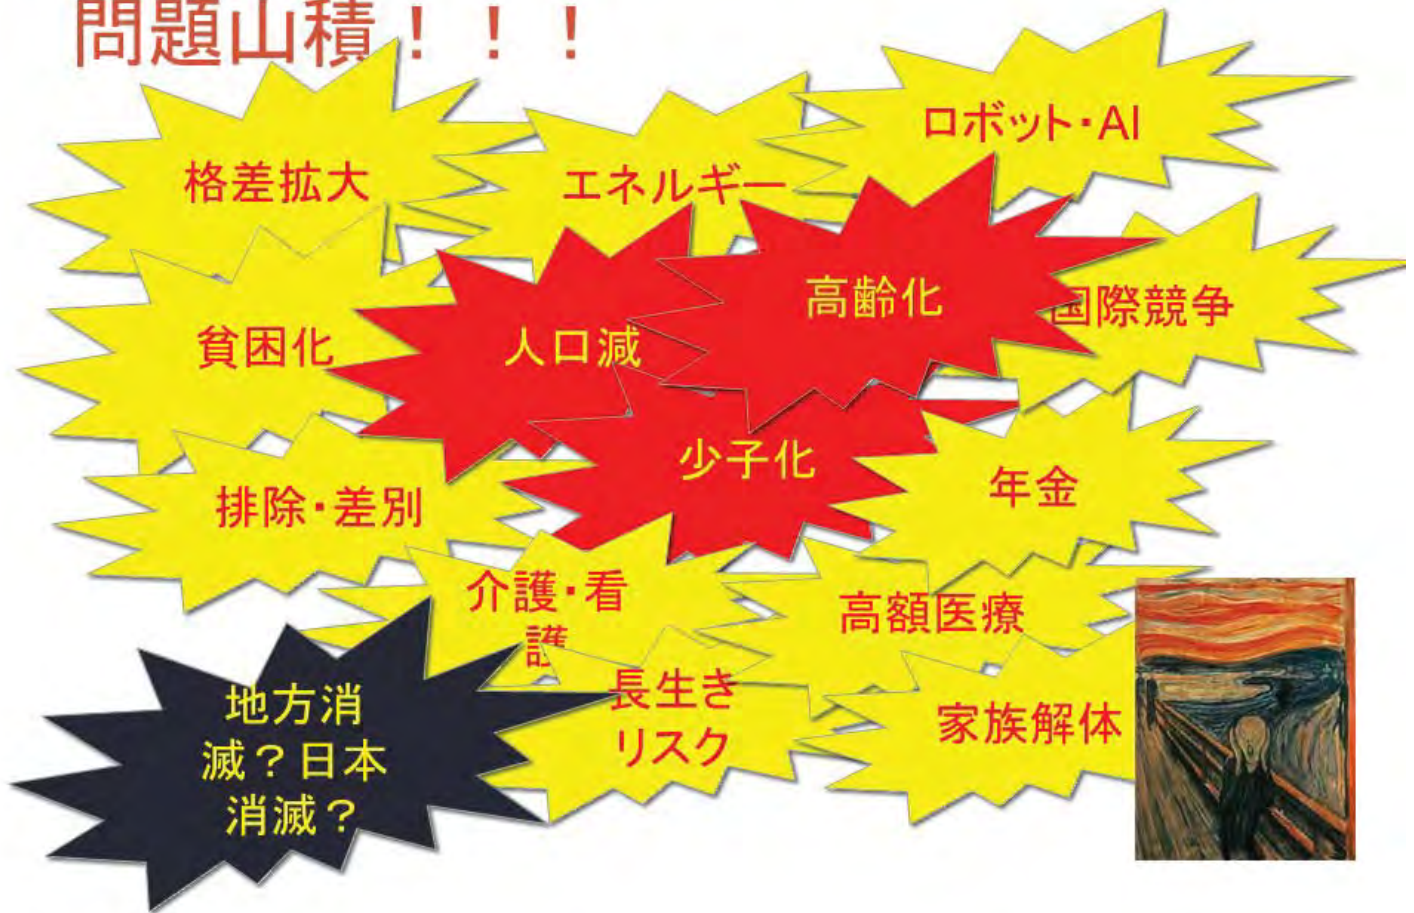 問題山積！！！
ロボット・AI
格差拡大
エネルギー
高齢化
国際競争
貧困化
人口減
少子化
年金
排除・差別
介護・看
護
高額医療
長生き
リスク
家族解体
地方消
滅？日本
消滅？